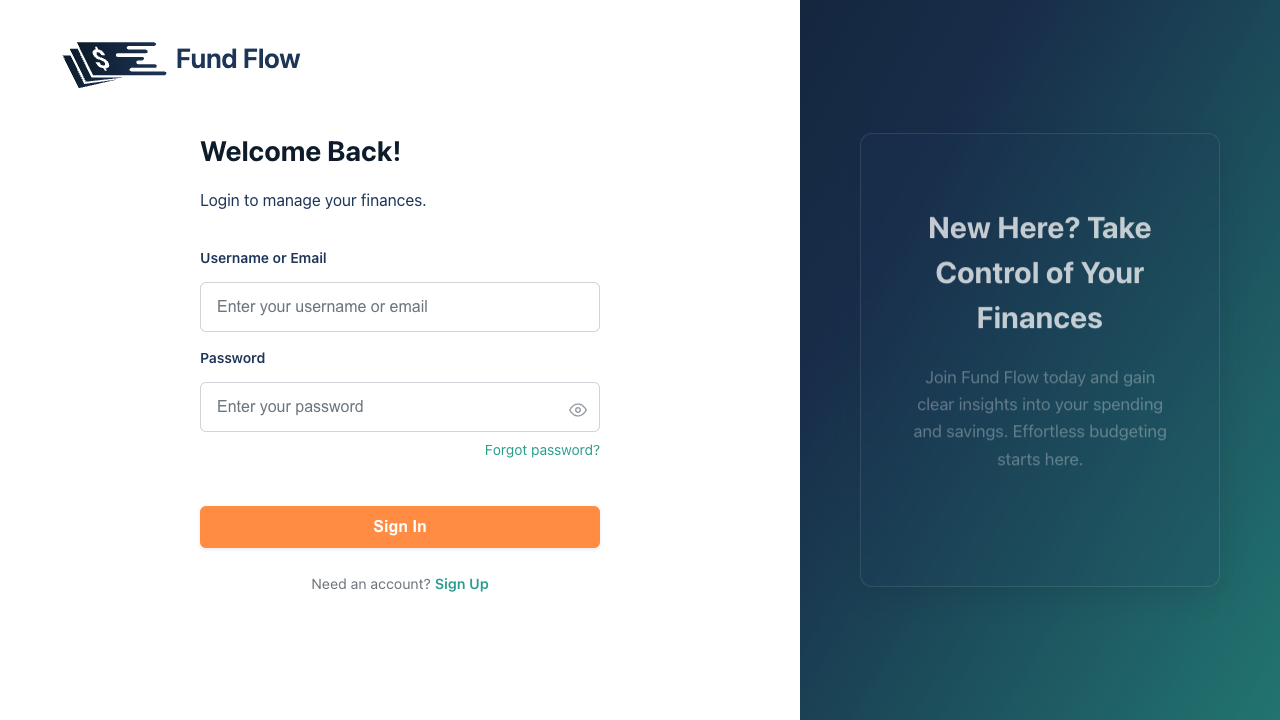 $
Fund Flow
Welcome Back!
Login to manage your finances.
Username or Email
Enter your username or email
Password
Enter your password
Forgot password?
Sign In
Need an account? Sign Up
New Here? Take
Control of Your
Finances
Join Fund Flow today and gain
clear insights into your spending
and savings. Effortless budgeting
starts here.